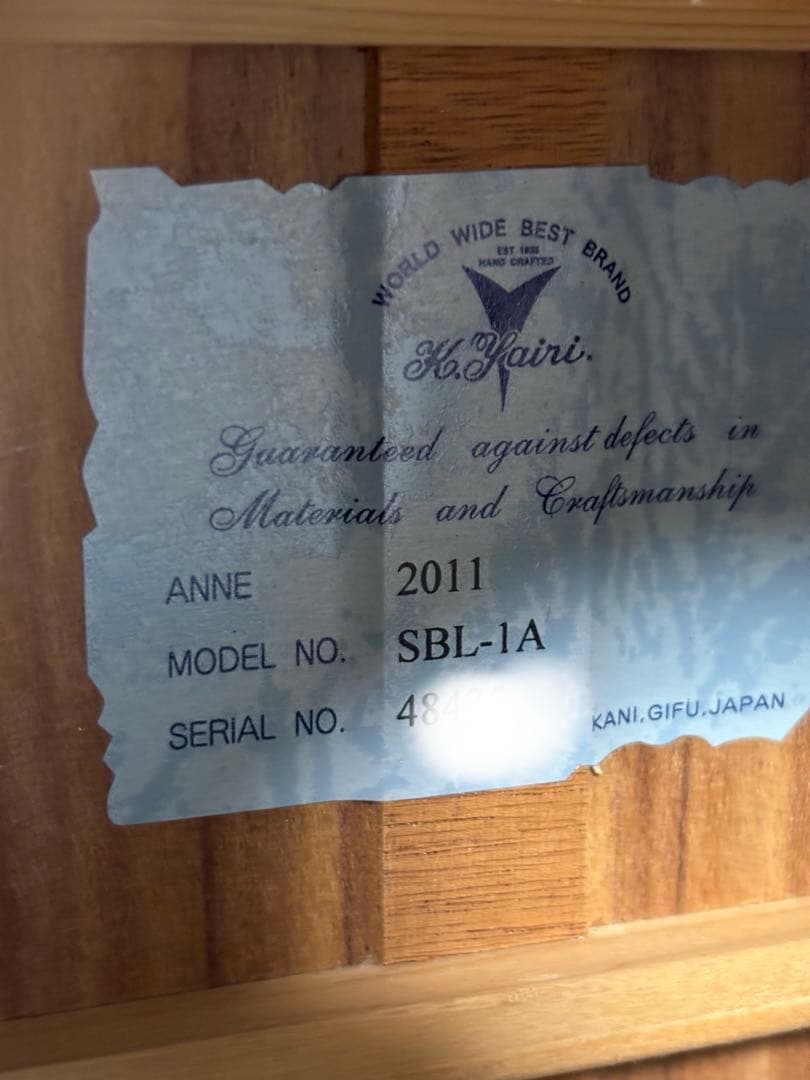 WORLD WIDE BEST BRAND
EST 1935
HAND CRAFTED
K.Yairi.
Guaranteed against defects in
Materials and Craftsmanship
ANNE 2011
MODEL NO. SBL-1A
SERIAL NO. 48
KANI.GIFU.JAPAN